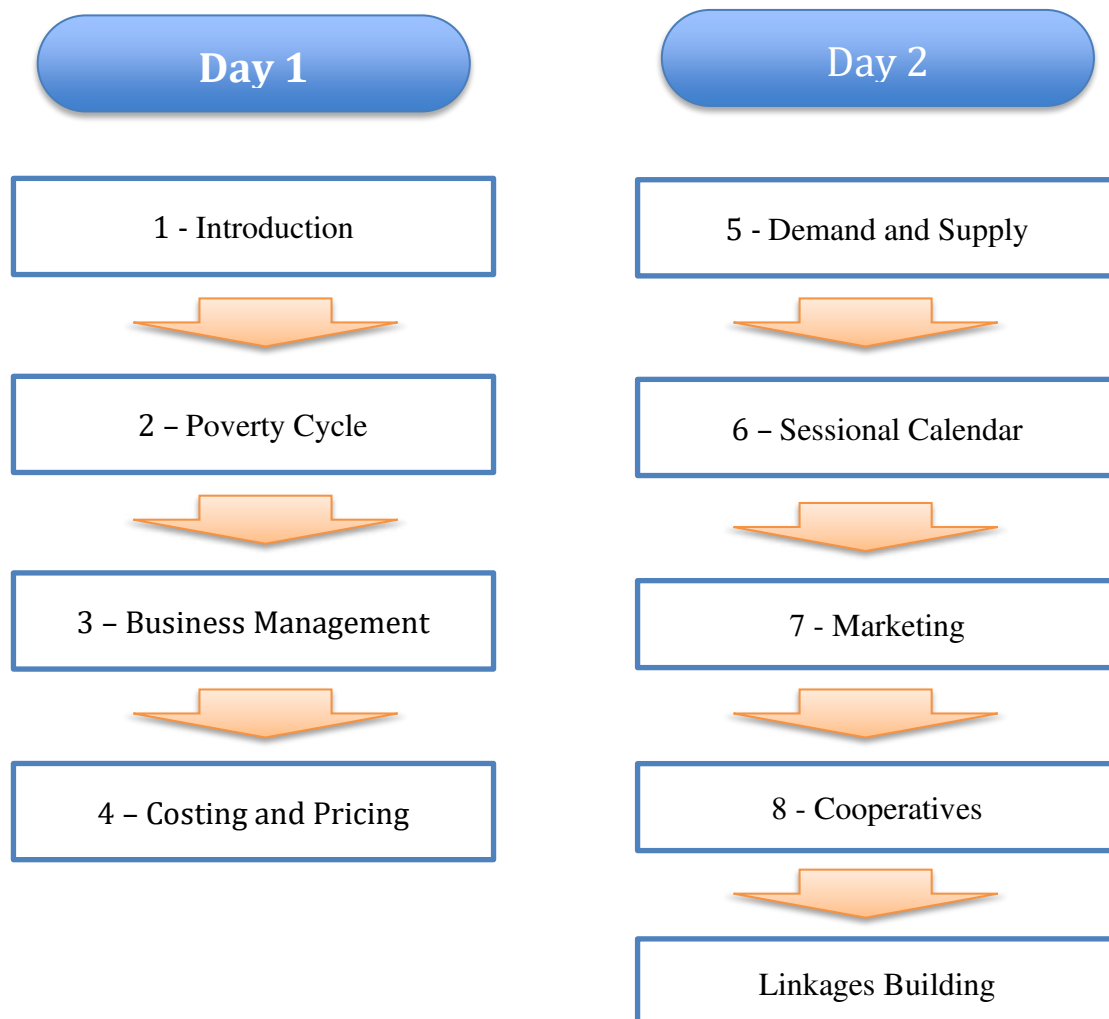 Day 1
1 - Introduction
2 – Poverty Cycle
3 – Business Management
4 – Costing and Pricing
Day 2
5 - Demand and Supply
6 – Sessional Calendar
7 - Marketing
8 - Cooperatives
Linkages Building